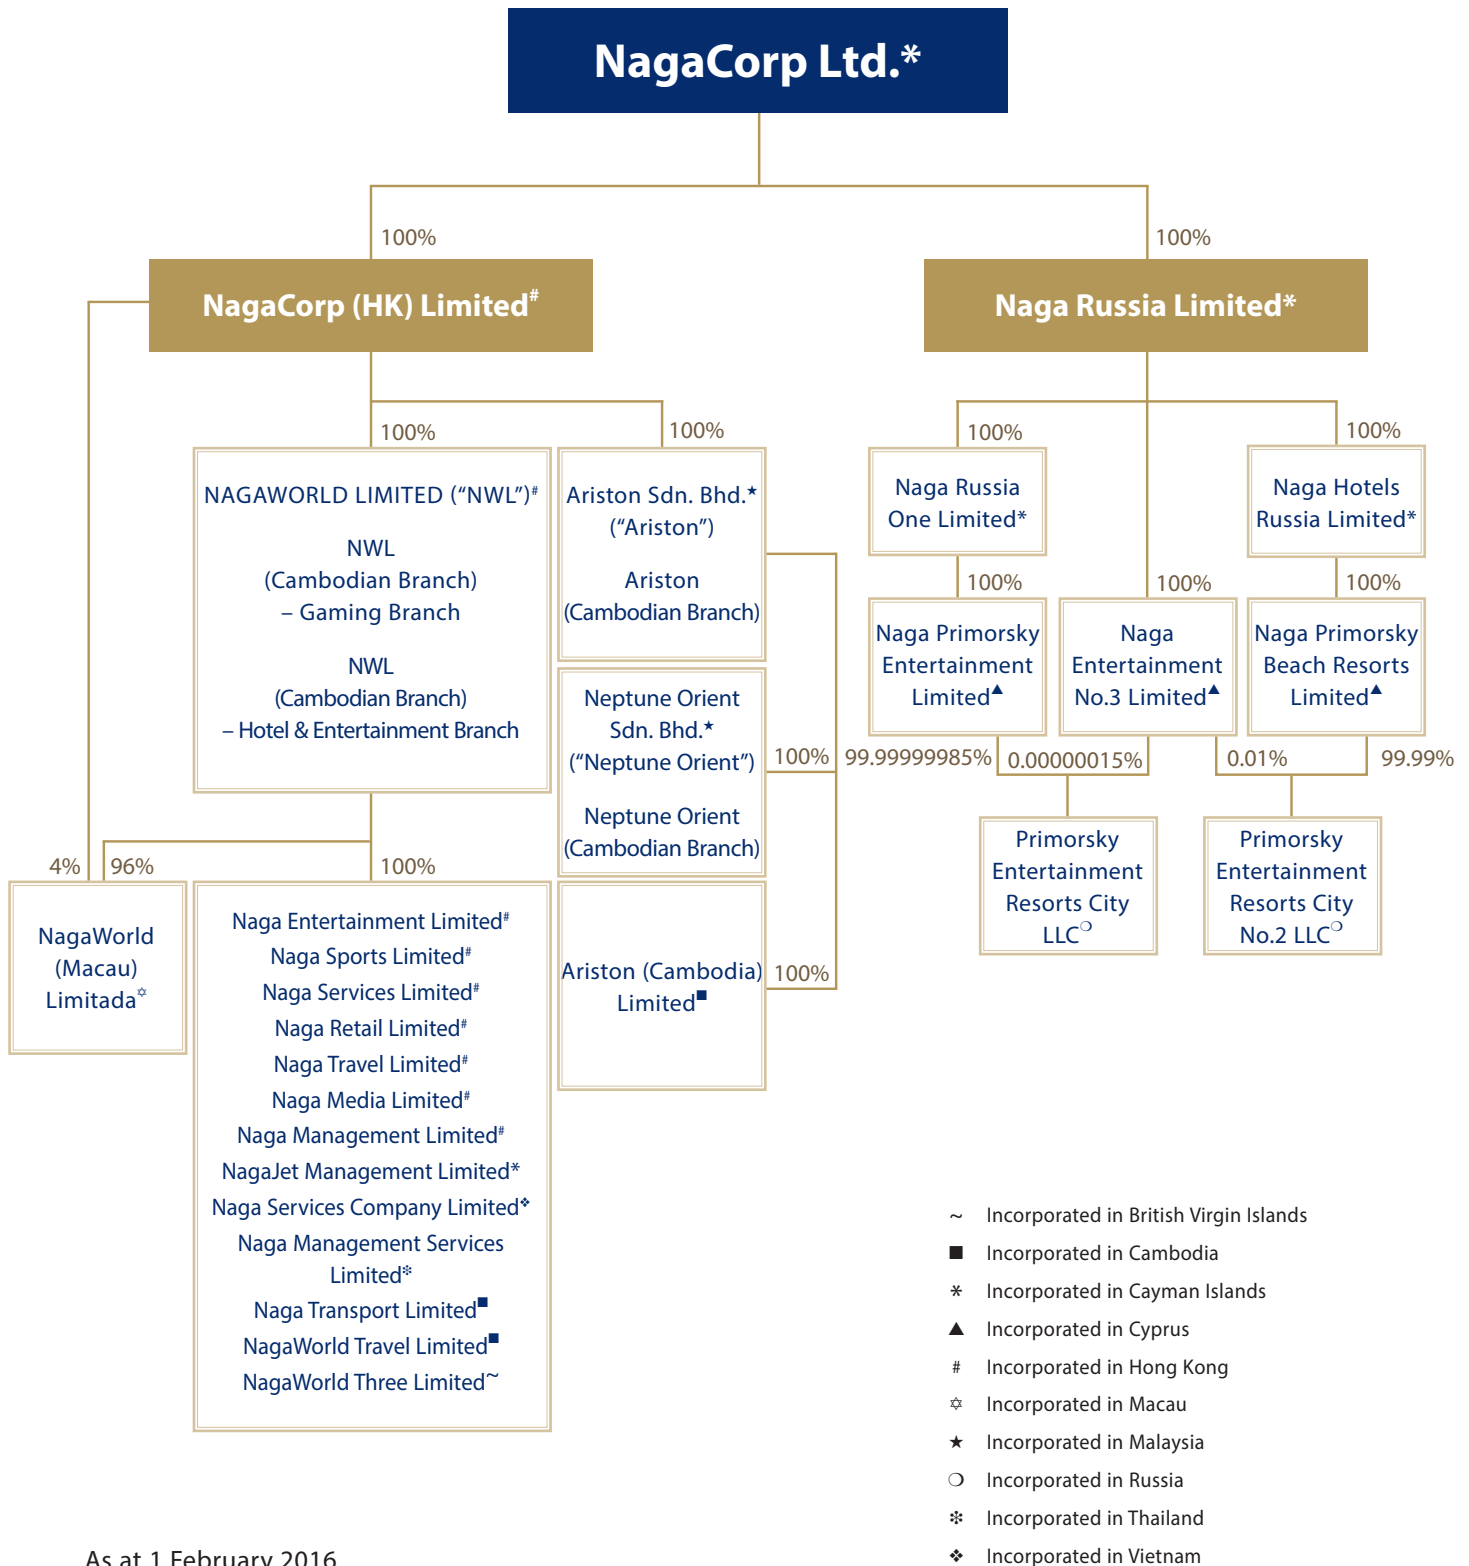 NagaCorp Ltd.*
100%
100%
NagaCorp (HK) Limited#
Naga Russia Limited*
100%
100%
100%
100%
NAGAWORLD LIMITED (“NWL”)#
NWL
(Cambodian Branch)
– Gaming Branch
NWL
(Cambodian Branch)
– Hotel & Entertainment Branch
Ariston Sdn. Bhd.★
(“Ariston”)
Ariston
(Cambodian Branch)
Neptune Orient
Sdn. Bhd.★
(“Neptune Orient”)
Neptune Orient
(Cambodian Branch)
100%
Ariston (Cambodia)
Limited■
100%
Naga Russia
One Limited*
Naga Hotels
Russia Limited*
100%
100%
100%
Naga Primorsky
Entertainment
Limited▲
Naga
Entertainment
No.3 Limited▲
Naga Primorsky
Beach Resorts
Limited▲
99.99999985%
0.00000015%
0.01%
99.99%
Primorsky
Entertainment
Resorts City
LLC❍
Primorsky
Entertainment
Resorts City
No.2 LLC❍
4%
96%
100%
NagaWorld
(Macau)
Limitada✡
Naga Entertainment Limited#
Naga Sports Limited#
Naga Services Limited#
Naga Retail Limited#
Naga Travel Limited#
Naga Media Limited#
Naga Management Limited#
NagaJet Management Limited*
Naga Services Company Limited❖
Naga Management Services
Limited❇
Naga Transport Limited■
NagaWorld Travel Limited■
NagaWorld Three Limited~
~ Incorporated in British Virgin Islands
■ Incorporated in Cambodia
* Incorporated in Cayman Islands
▲ Incorporated in Cyprus
# Incorporated in Hong Kong
✡ Incorporated in Macau
★ Incorporated in Malaysia
❍ Incorporated in Russia
❇ Incorporated in Thailand
❖ Incorporated in Vietnam
As at 1 February 2016